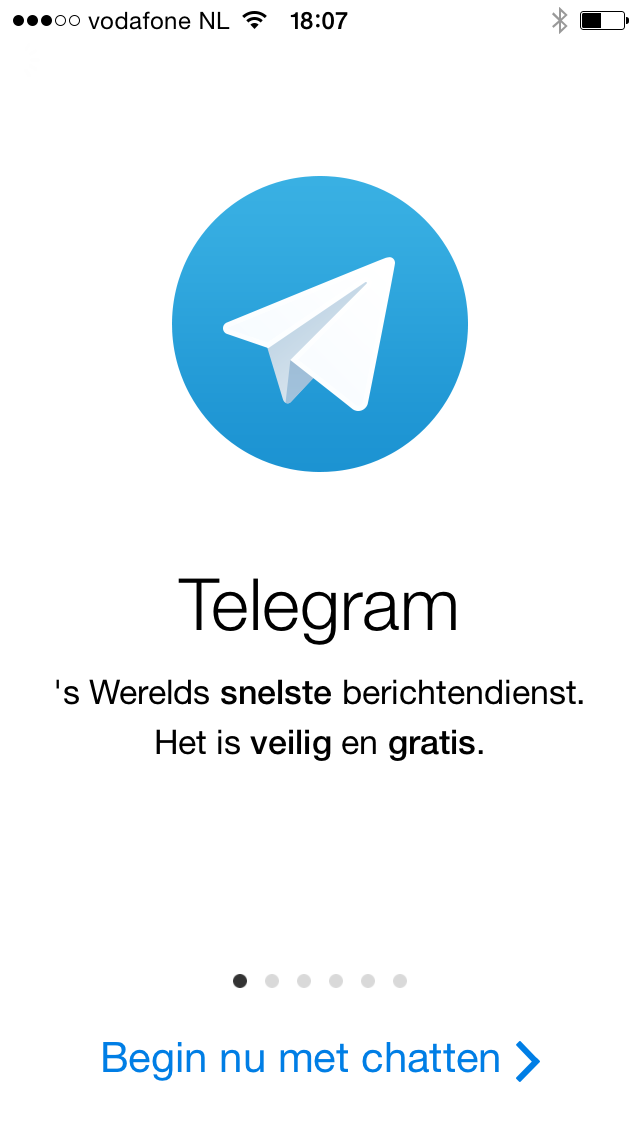 vodafone NL 18:07
Telegram
's Werelds snelste berichtendienst.
Het is veilig en gratis.
Begin nu met chatten